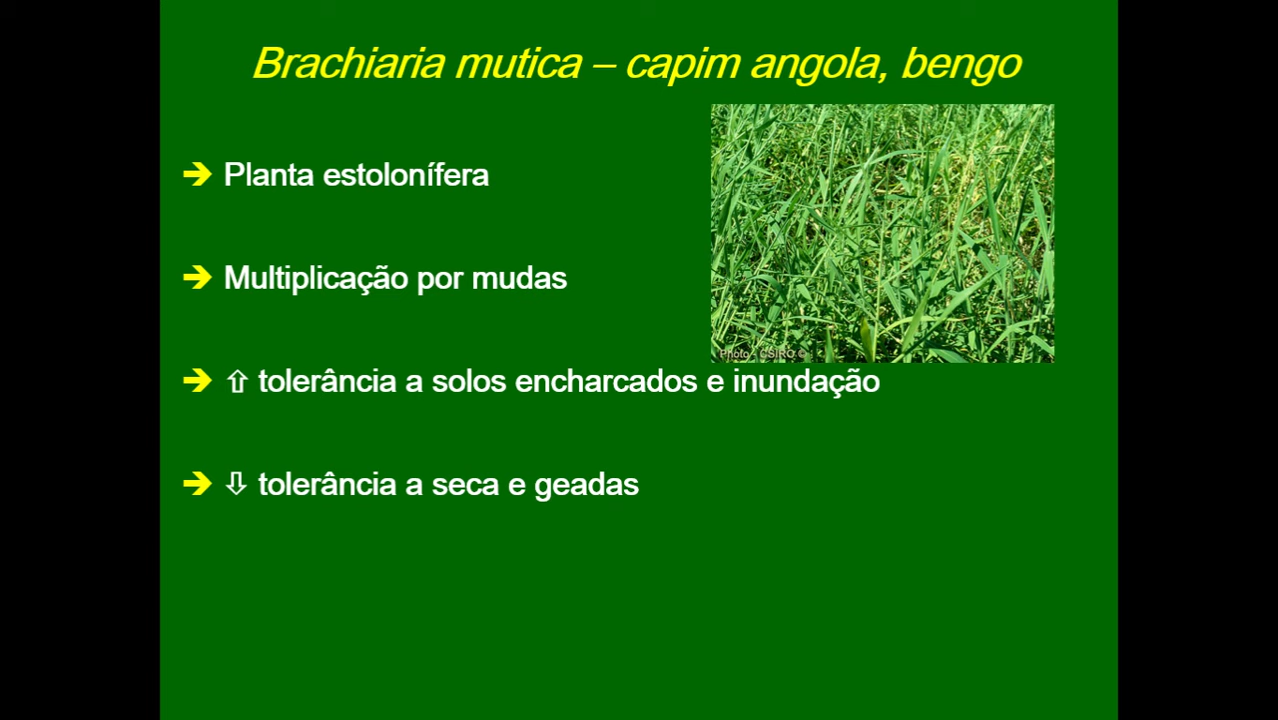 Brachiaria mutica – capim angola, bengo
➔ Planta estolonífera
➔ Multiplicação por mudas
Photo - CSIRO ©
➔ ⇧ tolerância a solos encharcados e inundação
➔ ⇩ tolerância a seca e geadas